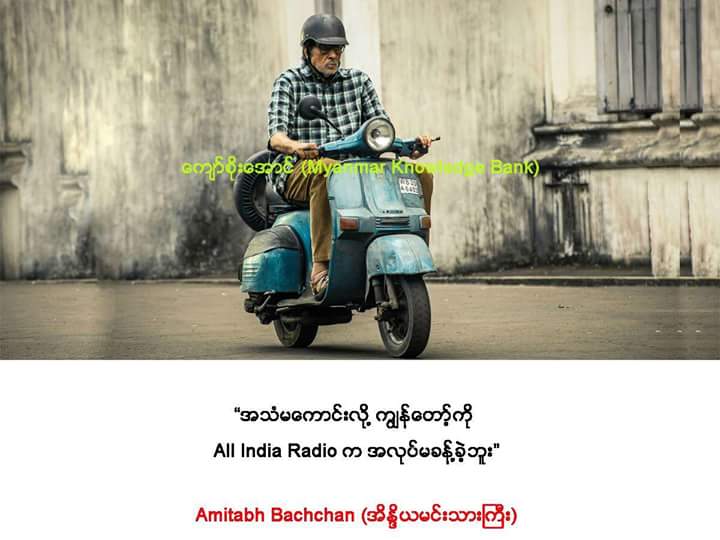 ကျော်စိုးအောင် (Myanmar Knowledge Bank)
“အသံမကောင်းလို့ ကျွန်တော့်ကို
All India Radio က အလုပ်မခန့်ခဲ့ဘူး”
Amitabh Bachchan (အိန္ဒိယမင်းသားကြီး)